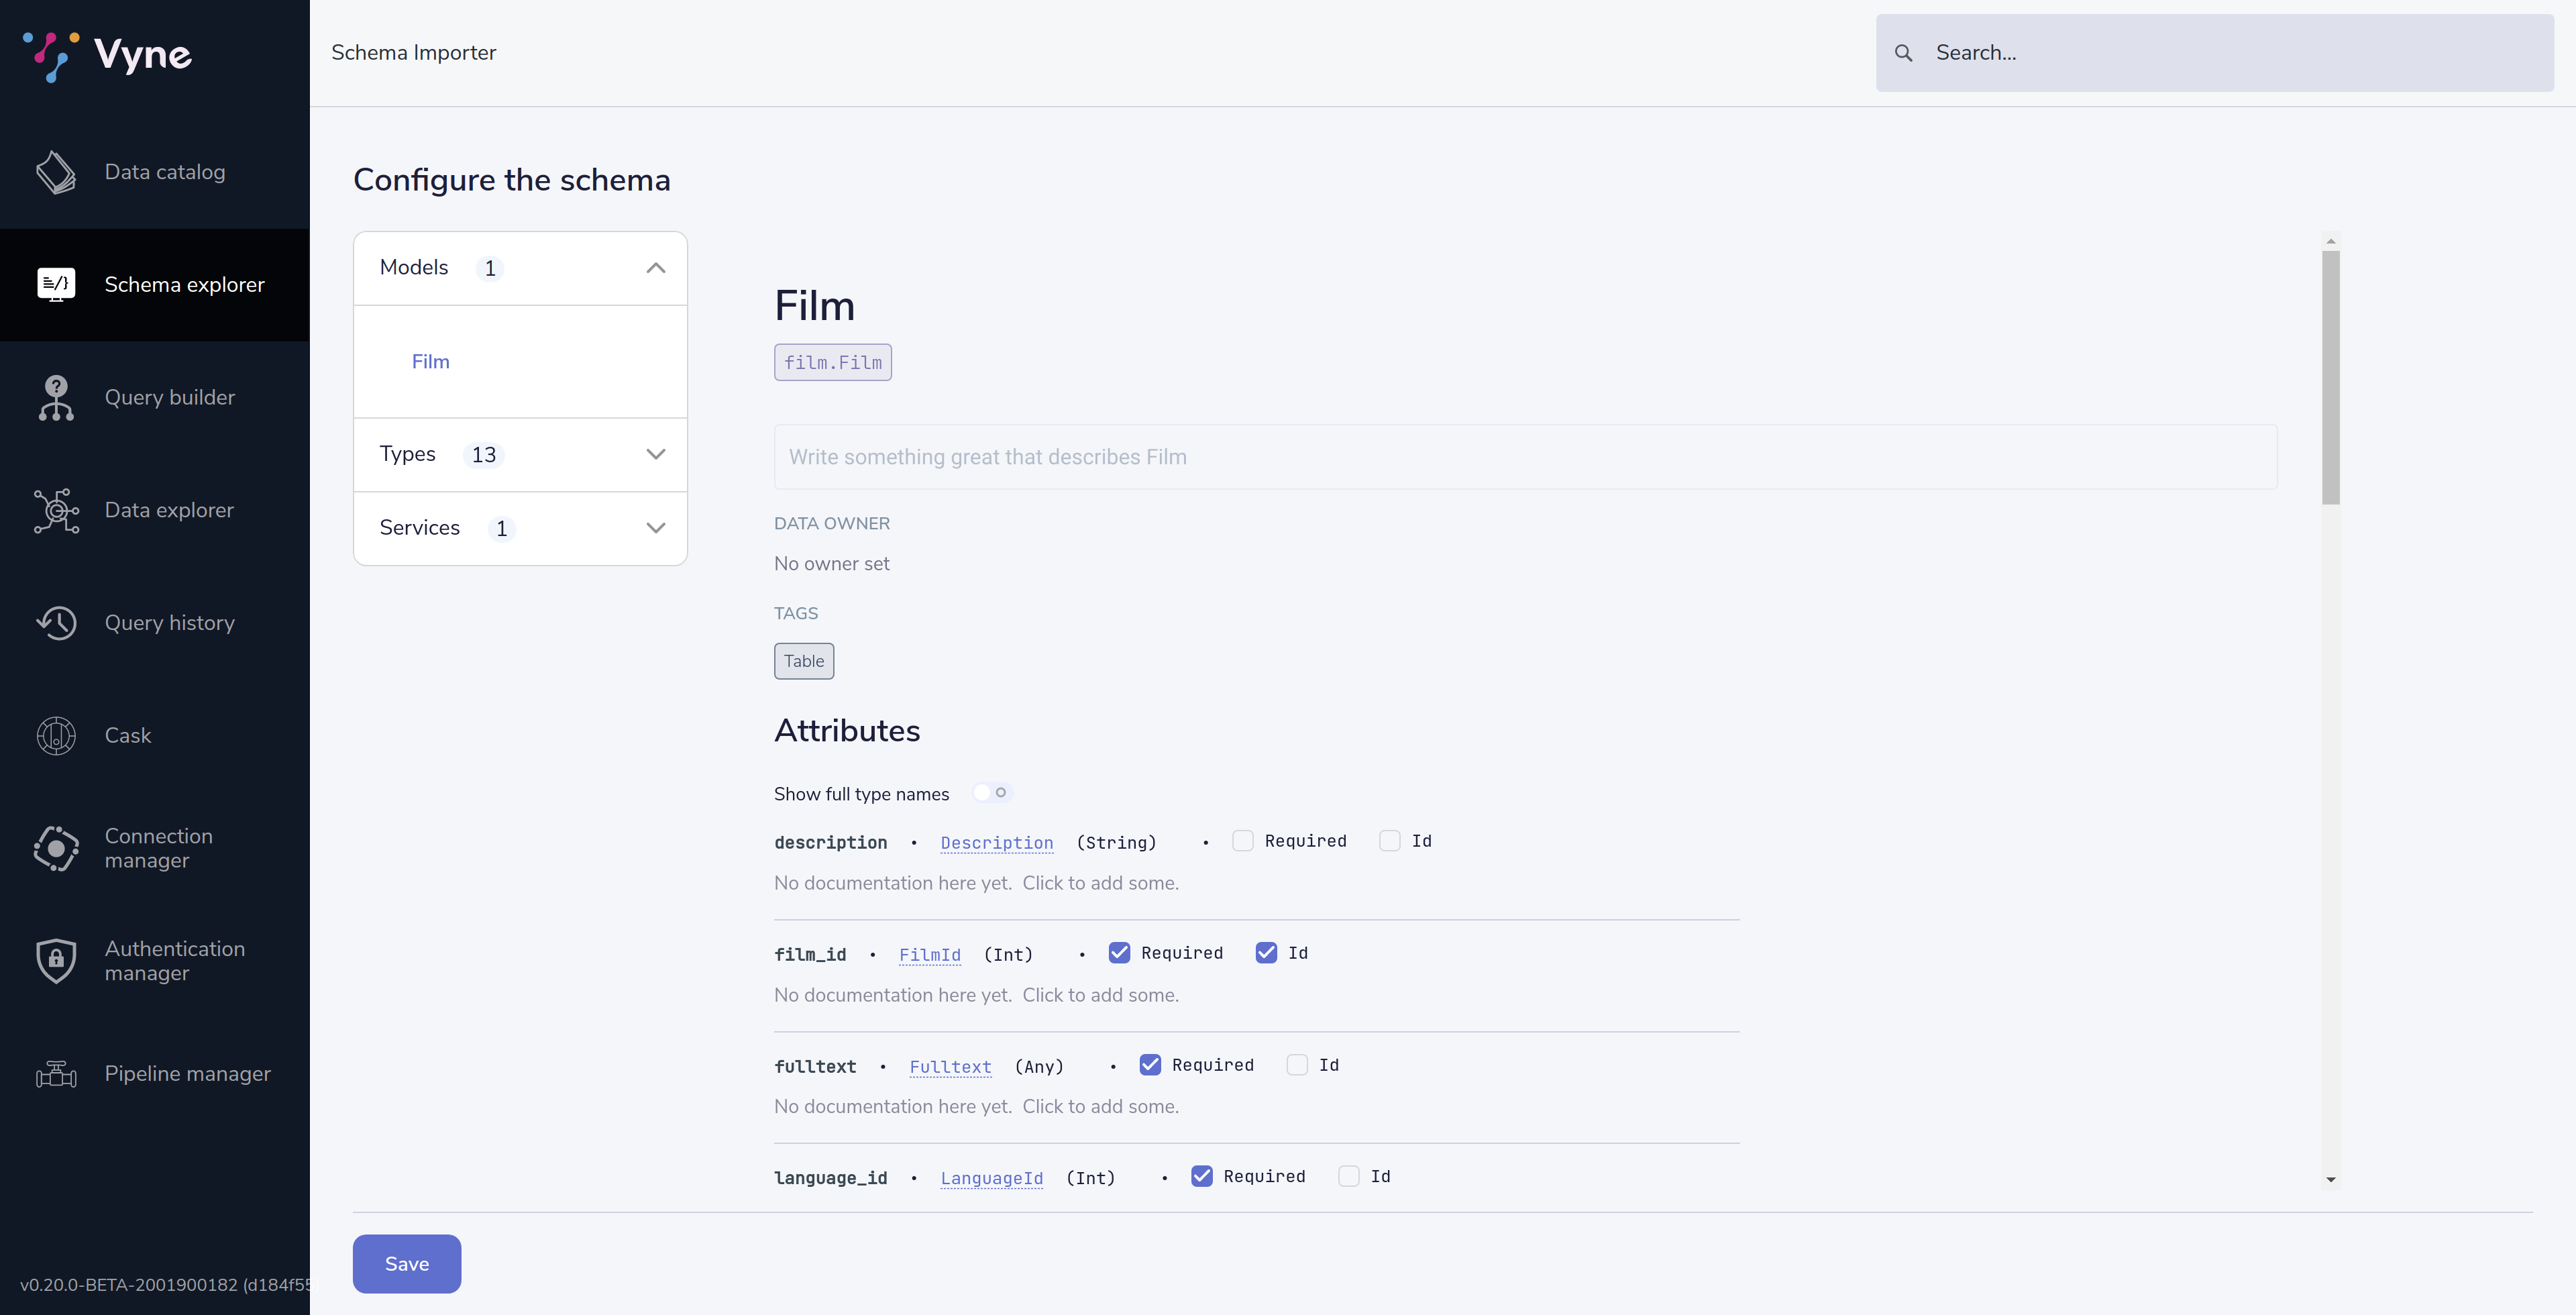 Vyne
Schema Importer
Search...
Data catalog
Schema explorer
Query builder
Data explorer
Query history
Cask
Connection
manager
Authentication
manager
Pipeline manager
v0.20.0-BETA-2001900182 (d184f55
Configure the schema
Models 1
Film
Types 13
Services 1
Film
film.Film
Write something great that describes Film
DATA OWNER
No owner set
TAGS
Table
Attributes
Show full type names
description • Description (String) • Required Id
No documentation here yet. Click to add some.
film_id • FilmId (Int) • Required Id
No documentation here yet. Click to add some.
fulltext • Fulltext (Any) • Required Id
No documentation here yet. Click to add some.
language_id • LanguageId (Int) • Required Id
Save